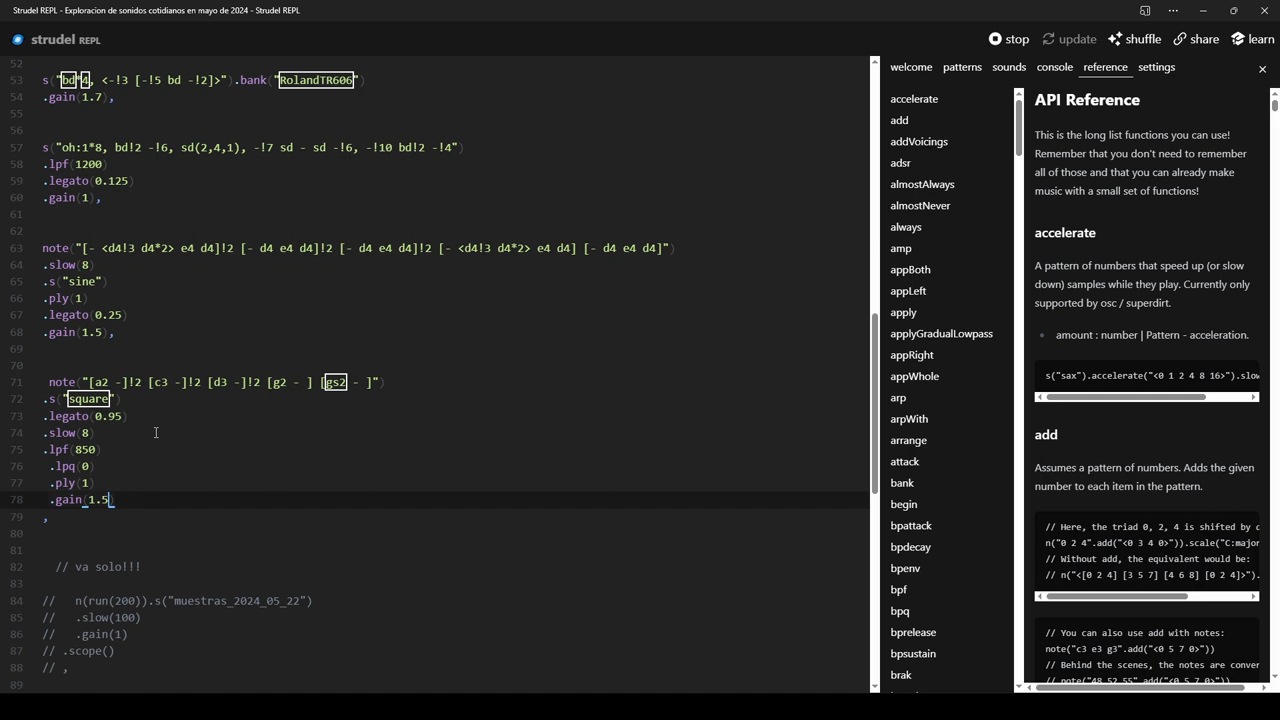 Strudel REPL - Exploracion de sonidos cotidianos en mayo de 2024 - Strudel REPL
strudel REPL
stop
update
shuffle
share
learn
52
53 s("bd*4, <-!3 [-!5 bd -!2]>").bank("RolandTR606")
54 .gain(1.7),
55
56
57 s("oh:1*8, bd!2 -!6, sd(2,4,1), -!7 sd - sd -!6, -!10 bd!2 -!4")
58 .lpf(1200)
59 .legato(0.125)
60 .gain(1),
61
62
63 note("[- <d4!3 d4*2> e4 d4]!2 [- d4 e4 d4]!2 [- d4 e4 d4]!2 [- <d4!3 d4*2> e4 d4] [- d4 e4 d4]")
64 .slow(8)
65 .s("sine")
66 .ply(1)
67 .legato(0.25)
68 .gain(1.5),
69
70
71 note("[a2 -]!2 [c3 -]!2 [d3 -]!2 [g2 - ] [gs2 - ]")
72 .s("square")
73 .legato(0.95)
74 .slow(8)
75 .lpf(850)
76 .lpq(0)
77 .ply(1)
78 .gain(1.5)
79 ,
80
81
82 // va solo!!!
83
84 // n(run(200)).s("muestras_2024_05_22")
85 // .slow(100)
86 // .gain(1)
87 // .scope()
88 // ,
89
welcome patterns sounds console reference settings
accelerate
add
addVoicings
adsr
almostAlways
almostNever
always
amp
appBoth
appLeft
apply
applyGradualLowpass
appRight
appWhole
arp
arpWith
arrange
attack
bank
begin
bpattack
bpdecay
bpenv
bpf
bpq
bprelease
bpsustain
brak
API Reference
This is the long list functions you can use!
Remember that you don't need to remember
all of those and that you can already make
music with a small set of functions!
accelerate
A pattern of numbers that speed up (or slow
down) samples while they play. Currently only
supported by osc / superdirt.
• amount : number | Pattern - acceleration.
s("sax").accelerate("<0 1 2 4 8 16>").slow
add
Assumes a pattern of numbers. Adds the given
number to each item in the pattern.
// Here, the triad 0, 2, 4 is shifted by
n("0 2 4".add("<0 3 4 0>")).scale("C:major
// Without add, the equivalent would be:
// n("<[0 2 4] [3 5 7] [4 6 8] [0 2 4]>").
// You can also use add with notes:
note("c3 e3 g3".add("<0 5 7 0>"))
// Behind the scenes, the notes are conver
// note("48 52 55".add("<0 5 7 0>"))